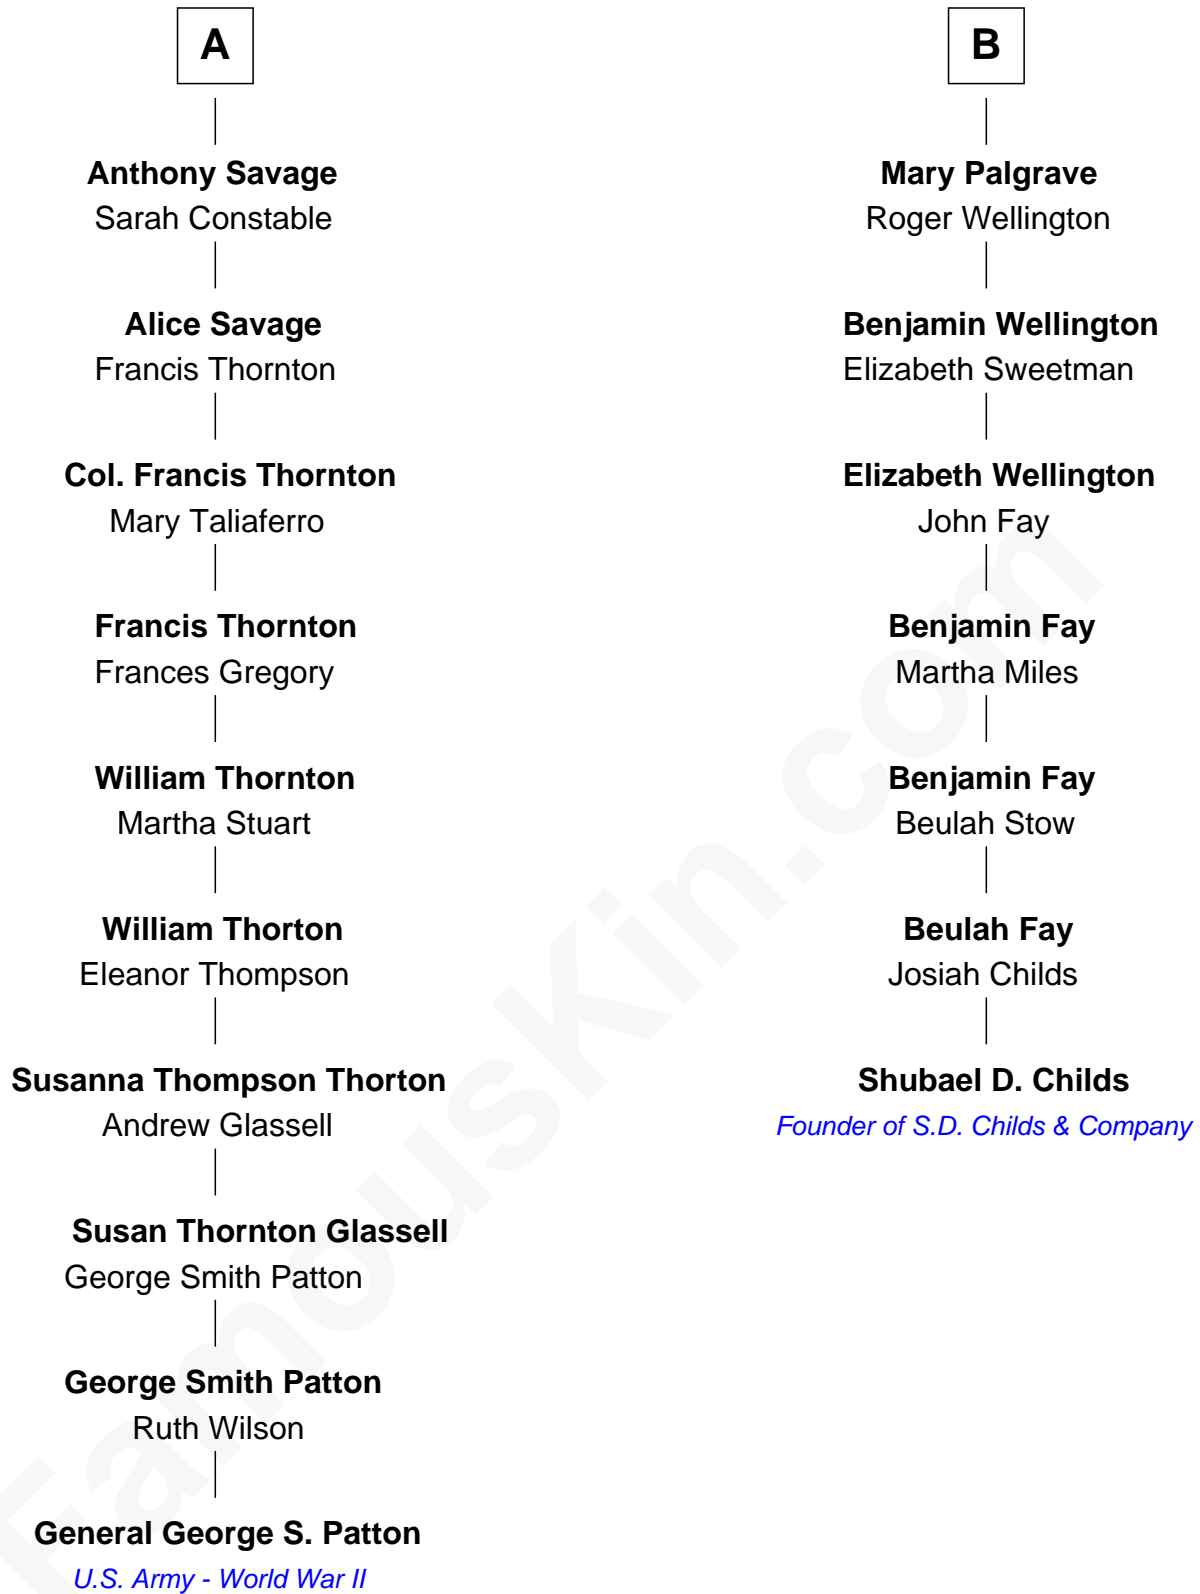 A
Anthony Savage
Sarah Constable
Alice Savage
Francis Thornton
Col. Francis Thornton
Mary Taliaferro
Francis Thornton
Frances Gregory
William Thornton
Martha Stuart
William Thorton
Eleanor Thompson
Susanna Thompson Thorton
Andrew Glassell
Susan Thornton Glassell
George Smith Patton
George Smith Patton
Ruth Wilson
General George S. Patton
U.S. Army - World War II
B
Mary Palgrave
Roger Wellington
Benjamin Wellington
Elizabeth Sweetman
Elizabeth Wellington
John Fay
Benjamin Fay
Martha Miles
Benjamin Fay
Beulah Stow
Beulah Fay
Josiah Childs
Shubael D. Childs
Founder of S.D. Childs & Company
FamousKin.com